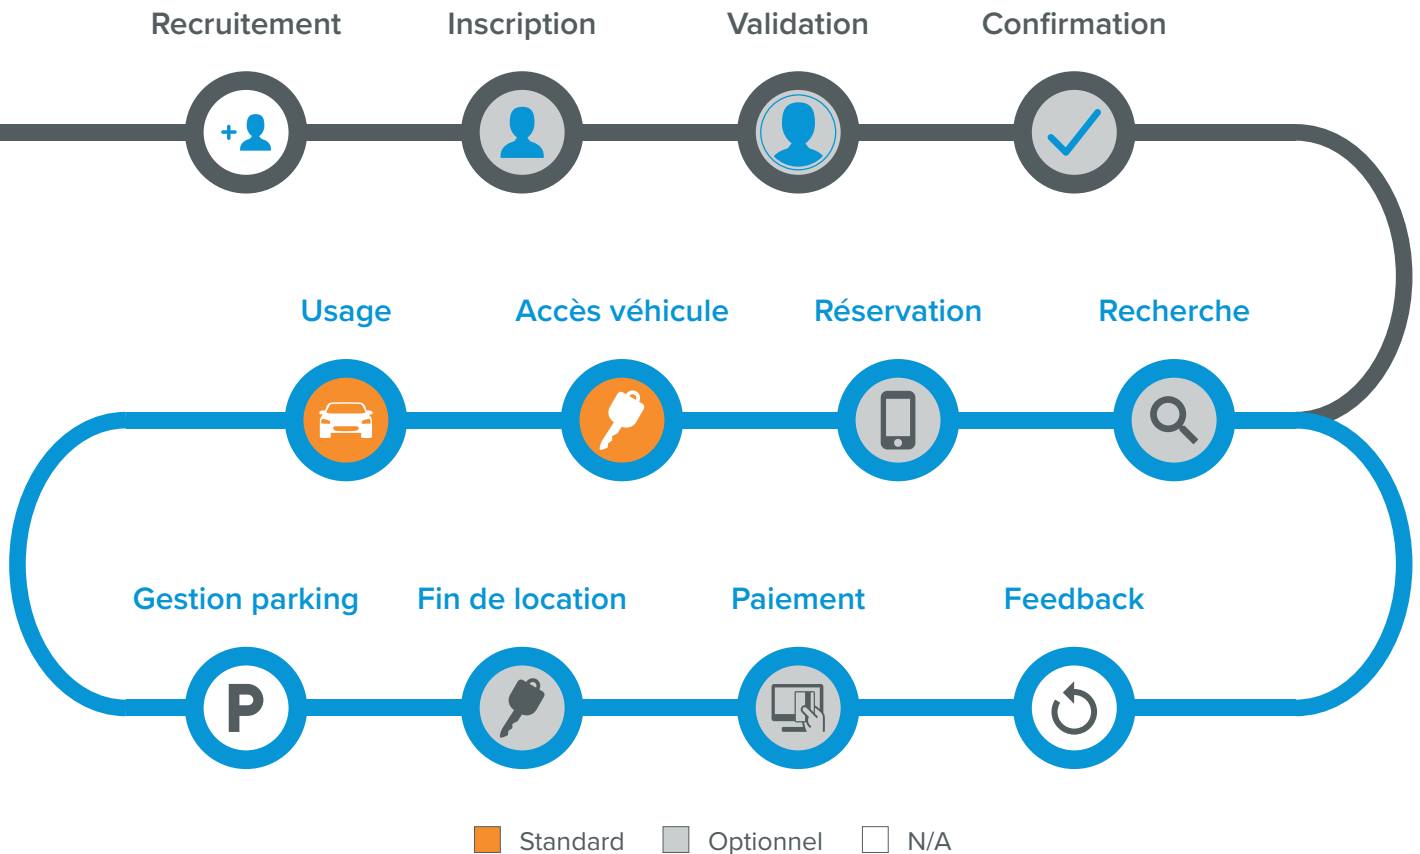 Recruitement
Inscription
Validation
Confirmation
Usage
Accès véhicule
Réservation
Recherche
Gestion parking
Fin de location
Paiement
Feedback
P
Standard
Optionnel
N/A